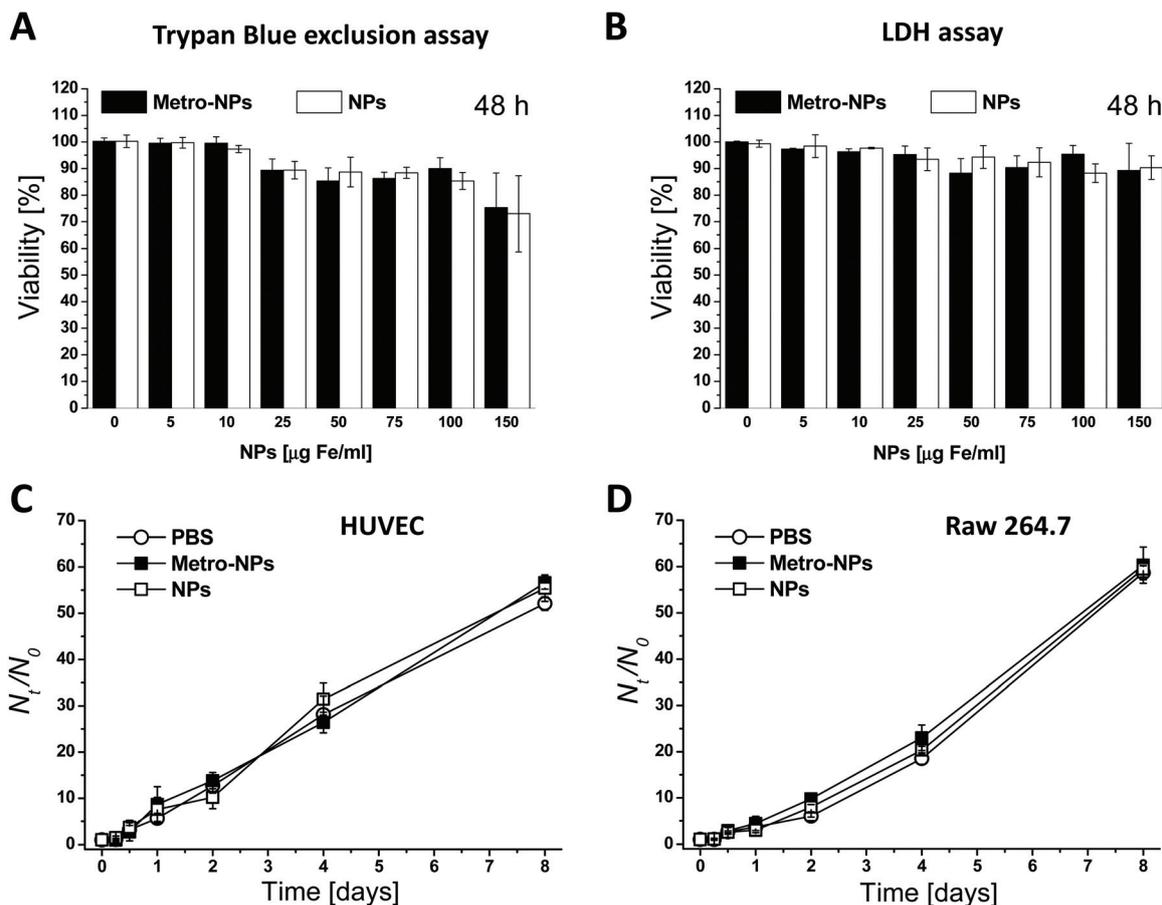 A
Trypan Blue exclusion assay
Metro-NPs NPs 48 h
Viability [%]
120
110
100
90
80
70
60
50
40
30
20
10
0
0 5 10 25 50 75 100 150
NPs [μg Fe/ml]
B
LDH assay
Metro-NPs NPs 48 h
Viability [%]
120
110
100
90
80
70
60
50
40
30
20
10
0
0 5 10 25 50 75 100 150
NPs [μg Fe/ml]
C
HUVEC
PBS
Metro-NPs
NPs
Nt/N0
70
60
50
40
30
20
10
0
0 1 2 3 4 5 6 7 8
Time [days]
D
Raw 264.7
PBS
Metro-NPs
NPs
Nt/N0
70
60
50
40
30
20
10
0
0 1 2 3 4 5 6 7 8
Time [days]